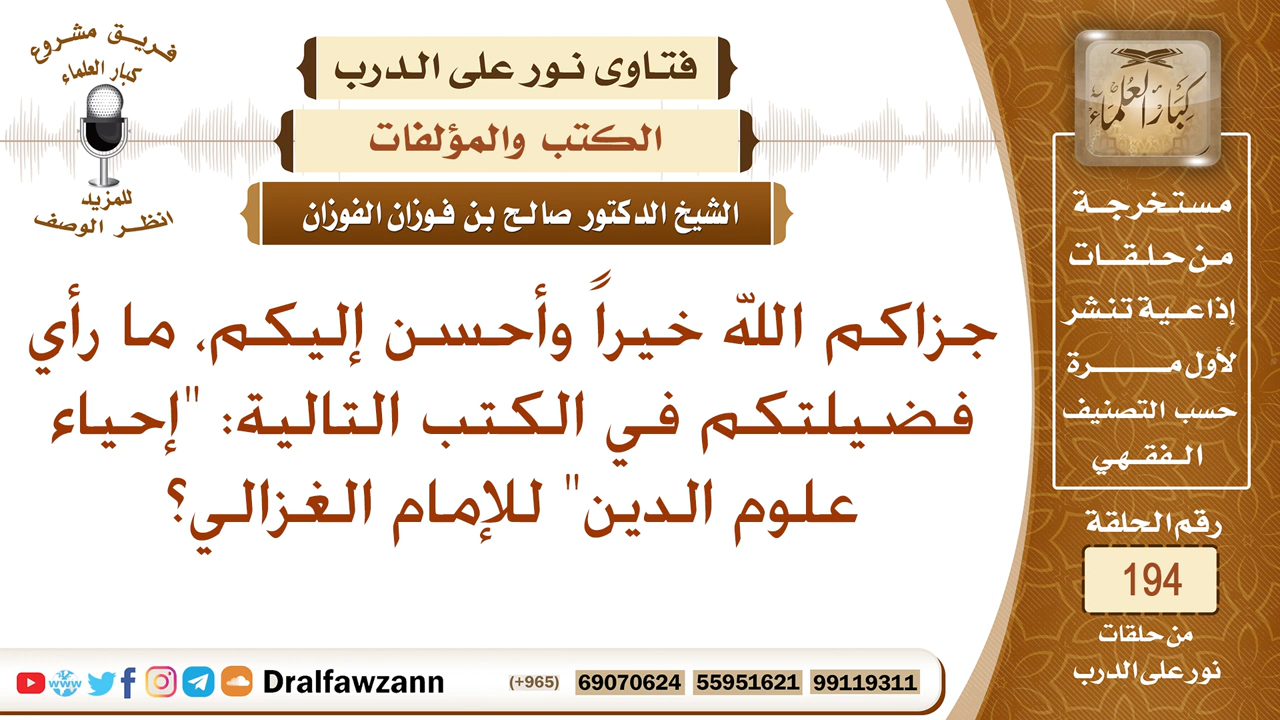 فريق مشروع
كبار العلماء
للمزيد
انظر الوصف
فتاوى نور على الدرب
الكتب والمؤلفات
الشيخ الدكتور صالح بن فوزان الفوزان
جزاكم الله خيراً وأحسن إليكم، ما رأي
فضيلتكم في الكتب التالية: "إحياء
علوم الدين" للإمام الغزالي؟
كبار العلماء
مستخرجة
من حلقات
إذاعية تنشر
لأول مرة
حسب التصنيف
الفقهي
رقم الحلقة
194
من حلقات
نور على الدرب
www Dralfawzann (+965) 69070624 55951621 99119311